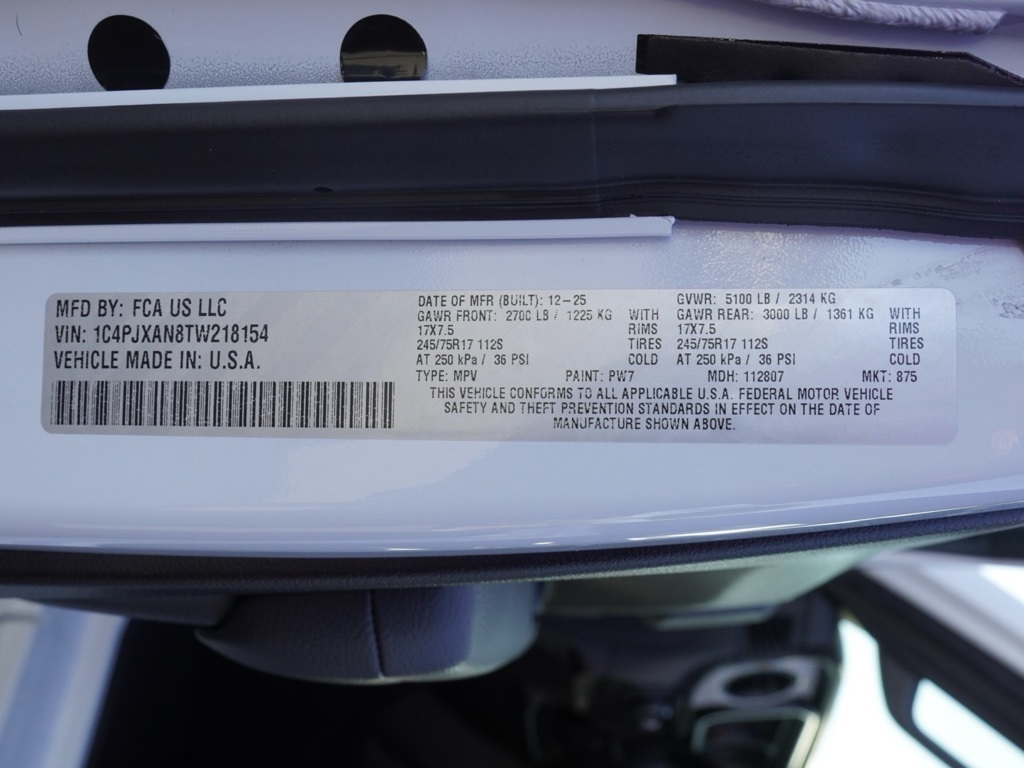 MFD BY: FCA US LLC
VIN: 1C4PJXAN8TW218154
VEHICLE MADE IN: U.S.A.
DATE OF MFR (BUILT): 12-25
GAWR FRONT: 2700 LB / 1225 KG WITH
17X7.5 RIMS
245/75R17 112S TIRES
AT 250 kPa / 36 PSI COLD
GVWR: 5100 LB / 2314 KG
GAWR REAR: 3000 LB / 1361 KG WITH
17X7.5 RIMS
245/75R17 112S TIRES
AT 250 kPa / 36 PSI COLD
TYPE: MPV PAINT: PW7 MDH: 112807 MKT: 875
THIS VEHICLE CONFORMS TO ALL APPLICABLE U.S.A. FEDERAL MOTOR VEHICLE
SAFETY AND THEFT PREVENTION STANDARDS IN EFFECT ON THE DATE OF
MANUFACTURE SHOWN ABOVE.